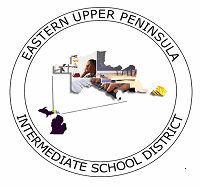 EASTERN UPPER PENINSULA
INTERMEDIATE SCHOOL DISTRICT